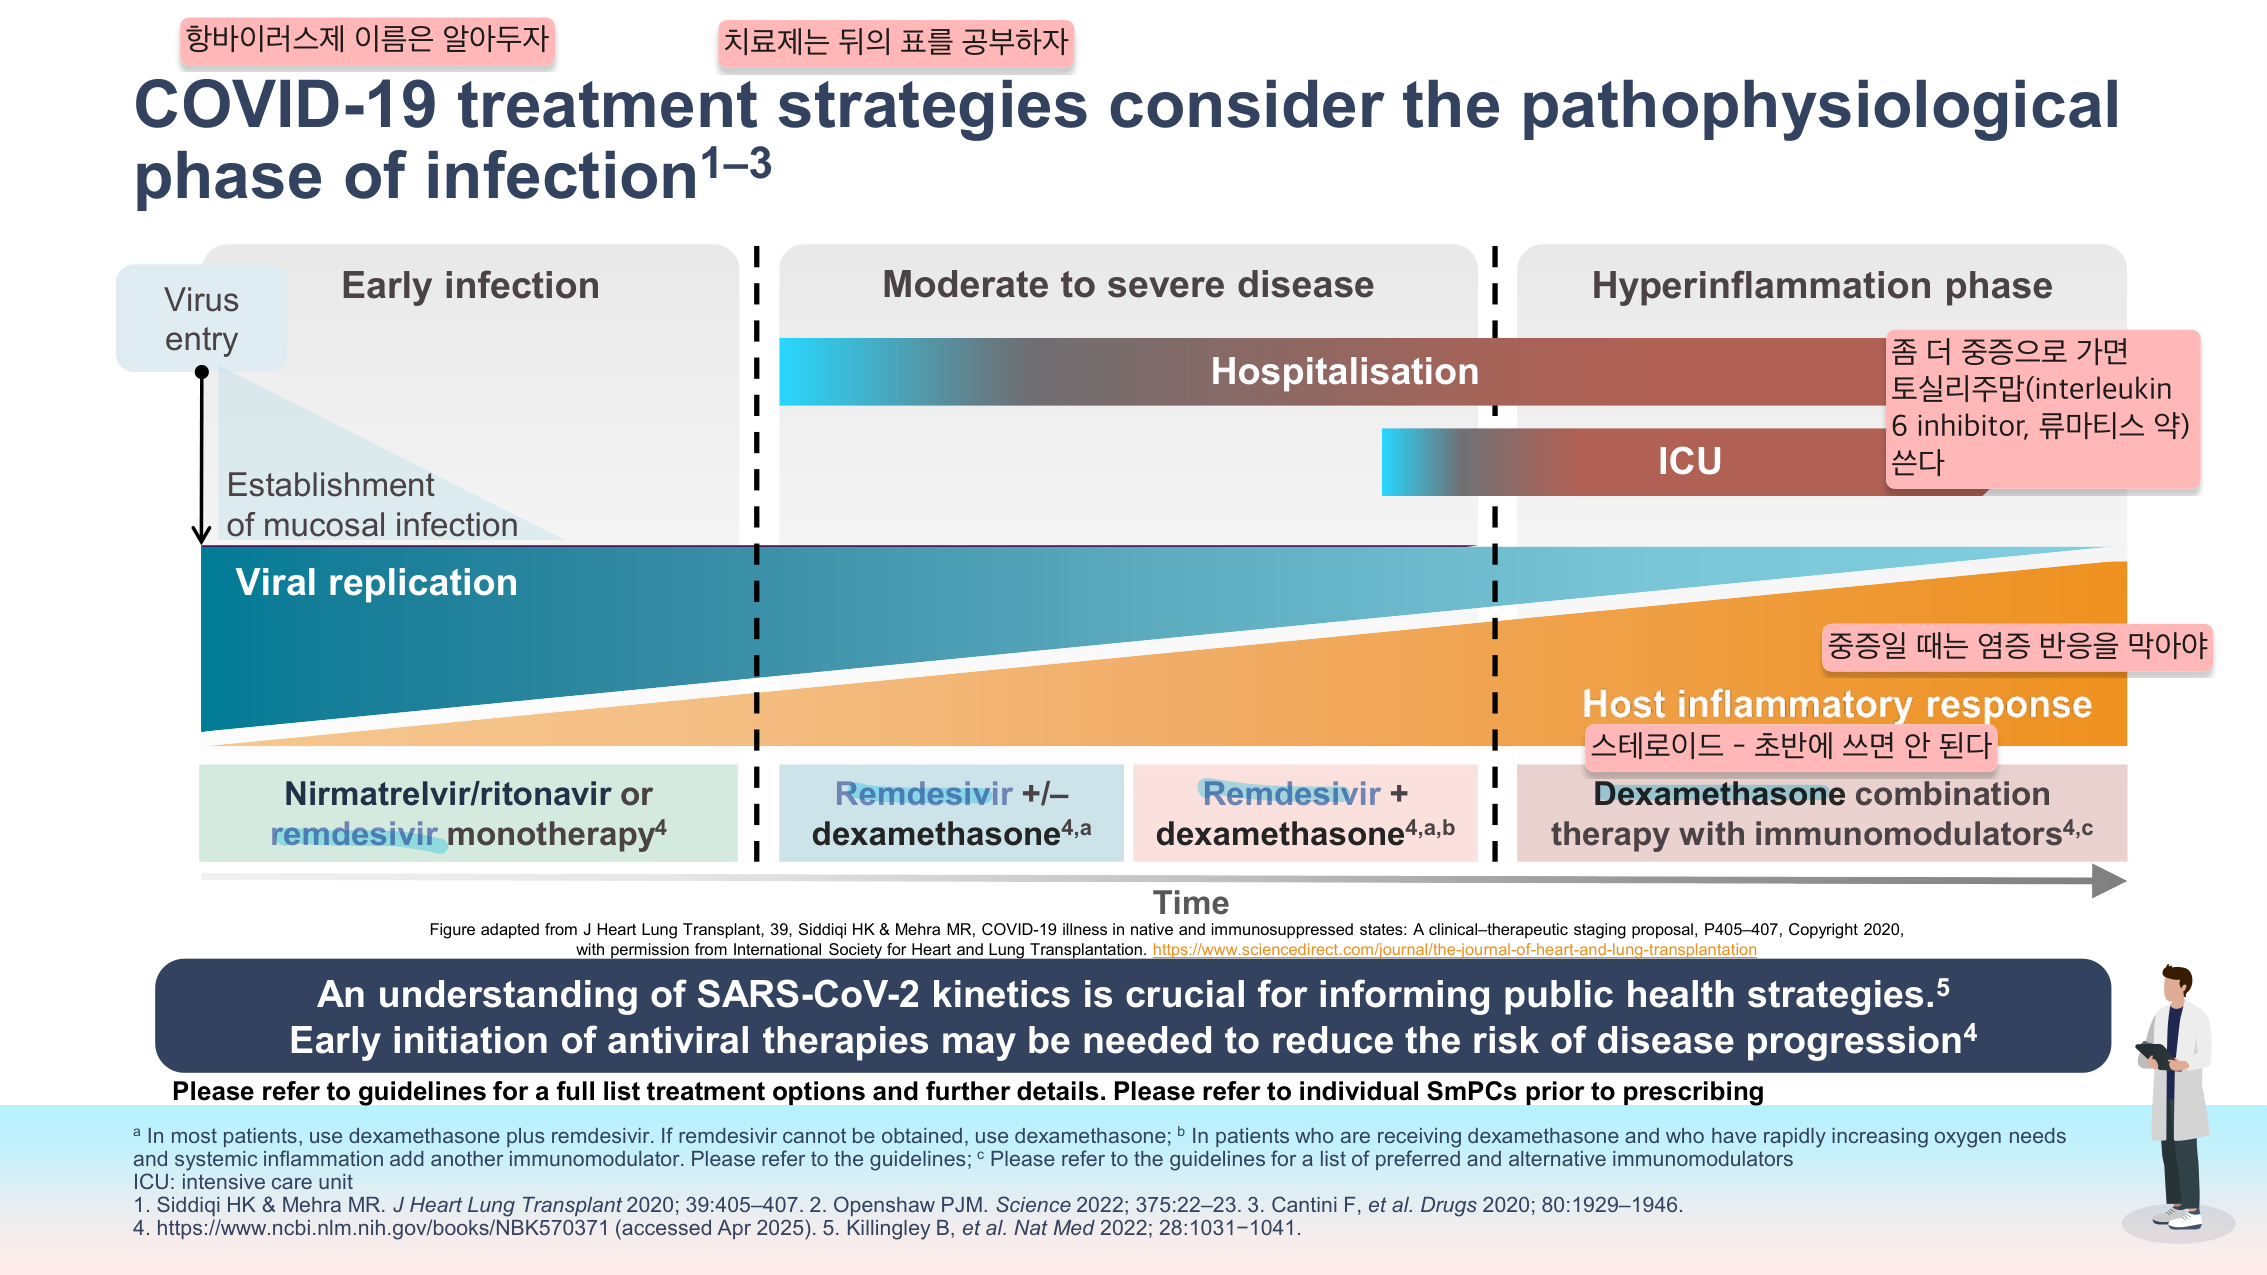 항바이러스제 이름은 알아두자
치료제는 뒤의 표를 공부하자
COVID-19 treatment strategies consider the pathophysiological
phase of infection1–3
Virus
entry
Early infection
Moderate to severe disease
Hyperinflammation phase
Hospitalisation
좀 더 중증으로 가면
토실리주맙(interleukin
6 inhibitor, 류마티스 약)
쓴다
ICU
Establishment
of mucosal infection
Viral replication
중증일 때는 염증 반응을 막아야
Host inflammatory response
스테로이드 - 초반에 쓰면 안 된다
Nirmatrelvir/ritonavir or
remdesivir monotherapy4
Remdesivir +/–
dexamethasone4,a
Remdesivir +
dexamethasone4,a,b
Dexamethasone combination
therapy with immunomodulators4,c
Time
Figure adapted from J Heart Lung Transplant, 39, Siddiqi HK & Mehra MR, COVID-19 illness in native and immunosuppressed states: A clinical–therapeutic staging proposal, P405–407, Copyright 2020,
with permission from International Society for Heart and Lung Transplantation. https://www.sciencedirect.com/journal/the-journal-of-heart-and-lung-transplantation
An understanding of SARS-CoV-2 kinetics is crucial for informing public health strategies.5
Early initiation of antiviral therapies may be needed to reduce the risk of disease progression4
Please refer to guidelines for a full list treatment options and further details. Please refer to individual SmPCs prior to prescribing
a In most patients, use dexamethasone plus remdesivir. If remdesivir cannot be obtained, use dexamethasone; b In patients who are receiving dexamethasone and who have rapidly increasing oxygen needs
and systemic inflammation add another immunomodulator. Please refer to the guidelines; c Please refer to the guidelines for a list of preferred and alternative immunomodulators
ICU: intensive care unit
1. Siddiqi HK & Mehra MR. J Heart Lung Transplant 2020; 39:405–407. 2. Openshaw PJM. Science 2022; 375:22–23. 3. Cantini F, et al. Drugs 2020; 80:1929–1946.
4. https://www.ncbi.nlm.nih.gov/books/NBK570371 (accessed Apr 2025). 5. Killingley B, et al. Nat Med 2022; 28:1031−1041.